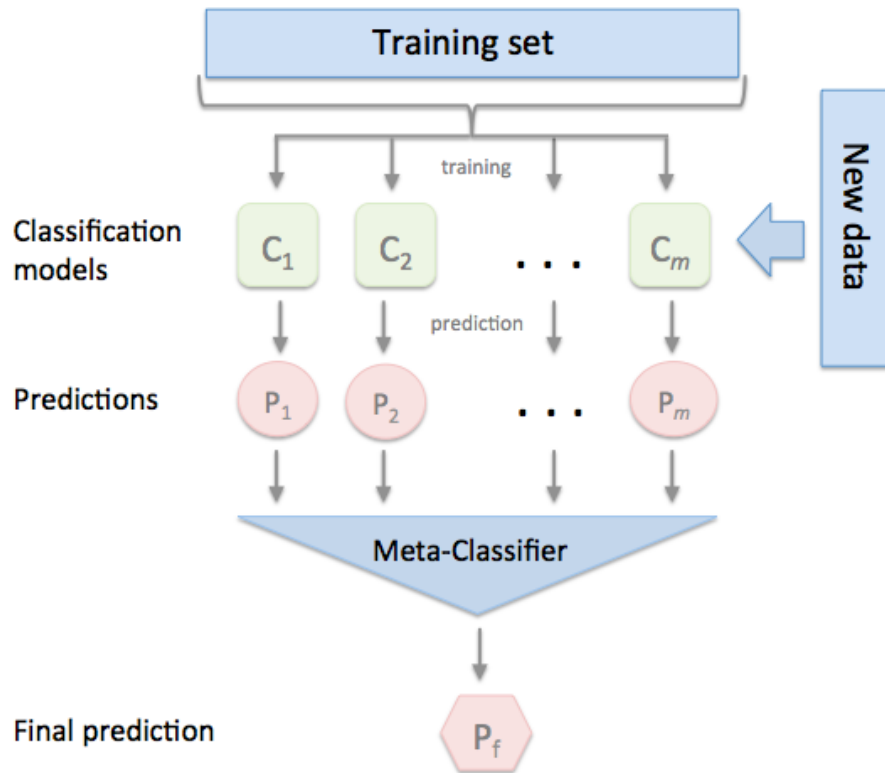 Training set
training
New data
Classification
models
C1
C2
. . .
Cm
prediction
Predictions
P1
P2
. . .
Pm
Meta-Classifier
Final prediction
Pf